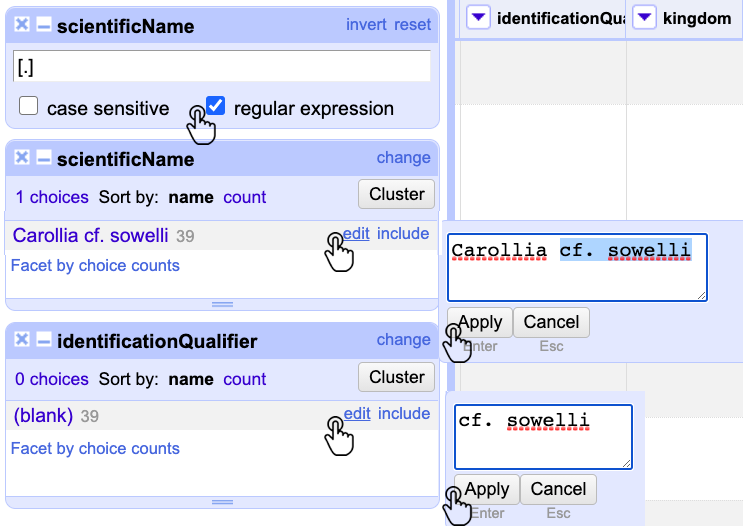 scientificName invert reset
[.]
case sensitive regular expression
scientificName change
1 choices Sort by: name count Cluster
Carollia cf. sowelli 39 edit include
Facet by choice counts
identificationQualifier change
0 choices Sort by: name count Cluster
(blank) 39 edit include
Facet by choice counts
identificationQua kingdom
Carollia cf. sowelli
Apply Cancel
Enter Esc
cf. sowelli
Apply Cancel
Enter Esc